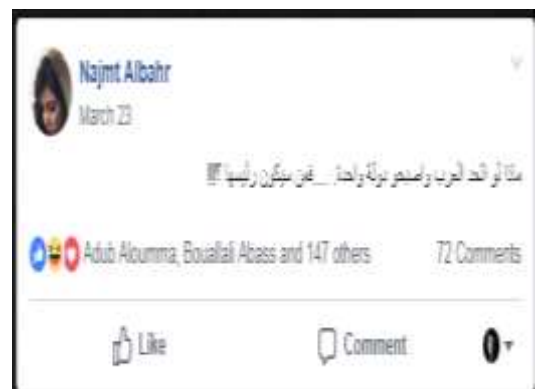 Najmt Albahr
March 23
ماذا لو اتحد العرب واصبحو دولة واحدة ...فمن سيكون رئيسها !!!
Adub Aloumma, Bouallali Abass and 147 others 72 Comments
Like Comment